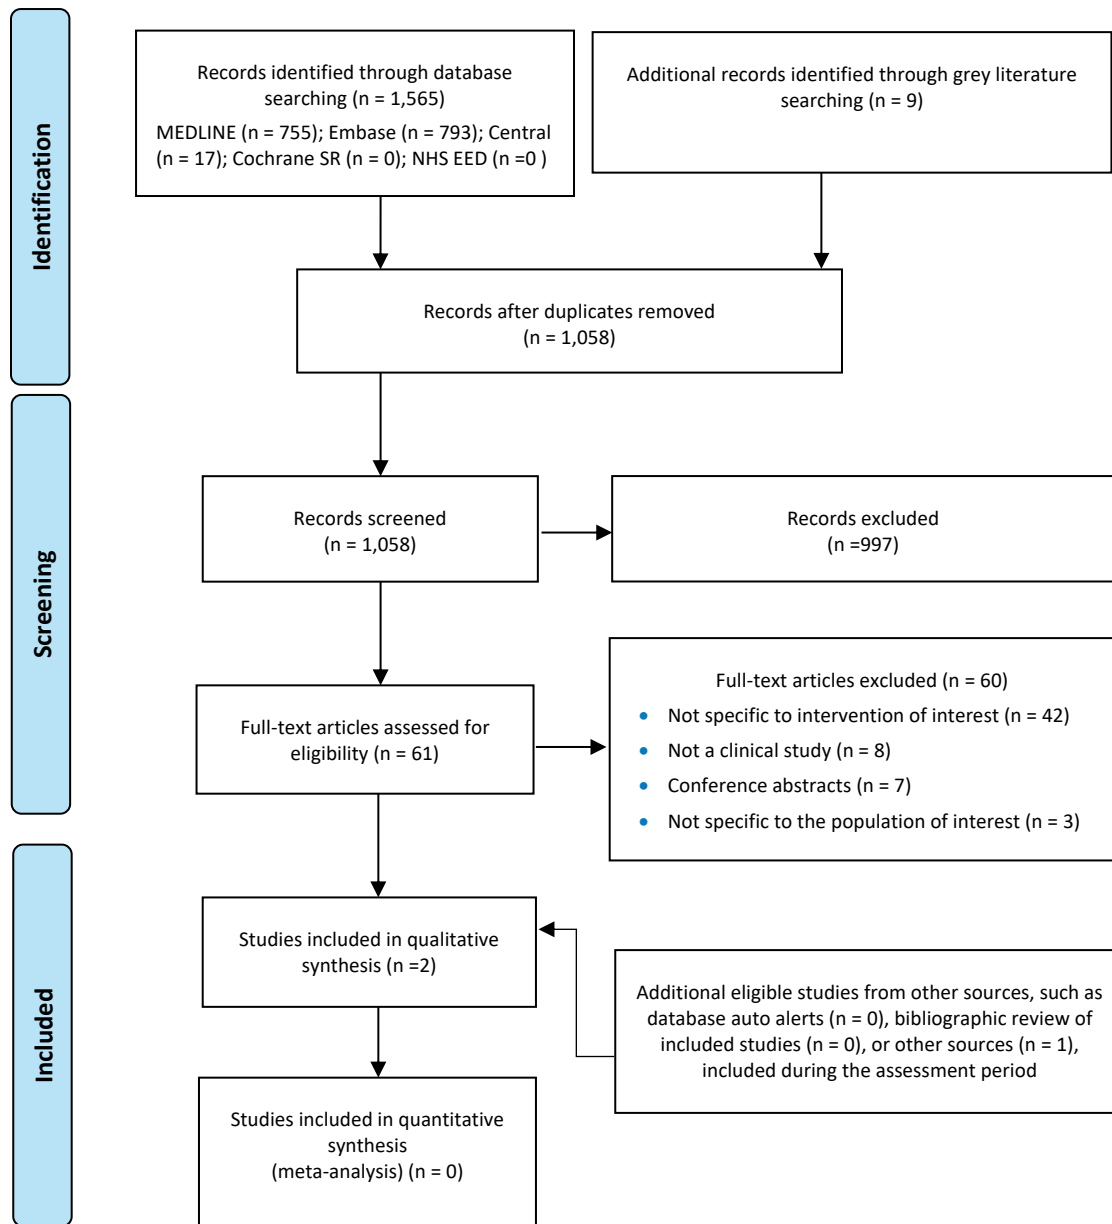 Identification
Records identified through database
searching (n = 1,565)
MEDLINE (n = 755); Embase (n = 793); Central
(n = 17); Cochrane SR (n = 0); NHS EED (n =0 )
Additional records identified through grey literature
searching (n = 9)
Records after duplicates removed
(n = 1,058)
Screening
Records screened
(n = 1,058)
Records excluded
(n =997)
Full-text articles assessed for
eligibility (n = 61)
Full-text articles excluded (n = 60)
• Not specific to intervention of interest (n = 42)
• Not a clinical study (n = 8)
• Conference abstracts (n = 7)
• Not specific to the population of interest (n = 3)
Included
Studies included in qualitative
synthesis (n =2)
Additional eligible studies from other sources, such as
database auto alerts (n = 0), bibliographic review of
included studies (n = 0), or other sources (n = 1),
included during the assessment period
Studies included in quantitative
synthesis
(meta-analysis) (n = 0)